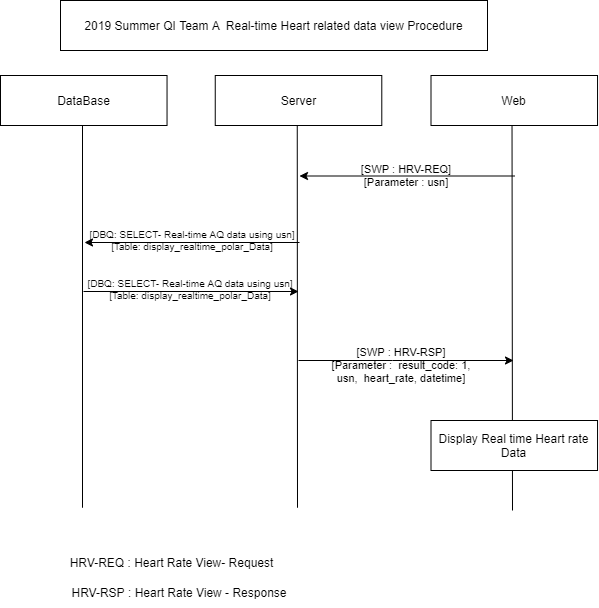 2019 Summer QI Team A  Real-time Heart related data view Procedure
DataBase
Server
Web
[SWP : HRV-REQ]
[Parameter : usn]
[DBQ: SELECT- Real-time AQ data using usn]
[Table: display_realtime_polar_Data]
[DBQ: SELECT- Real-time AQ data using usn]
[Table: display_realtime_polar_Data]
[SWP : HRV-RSP]
[Parameter :  result_code: 1,
usn,  heart_rate, datetime]
Display Real time Heart rate
Data
HRV-REQ : Heart Rate View- Request
HRV-RSP : Heart Rate View - Response